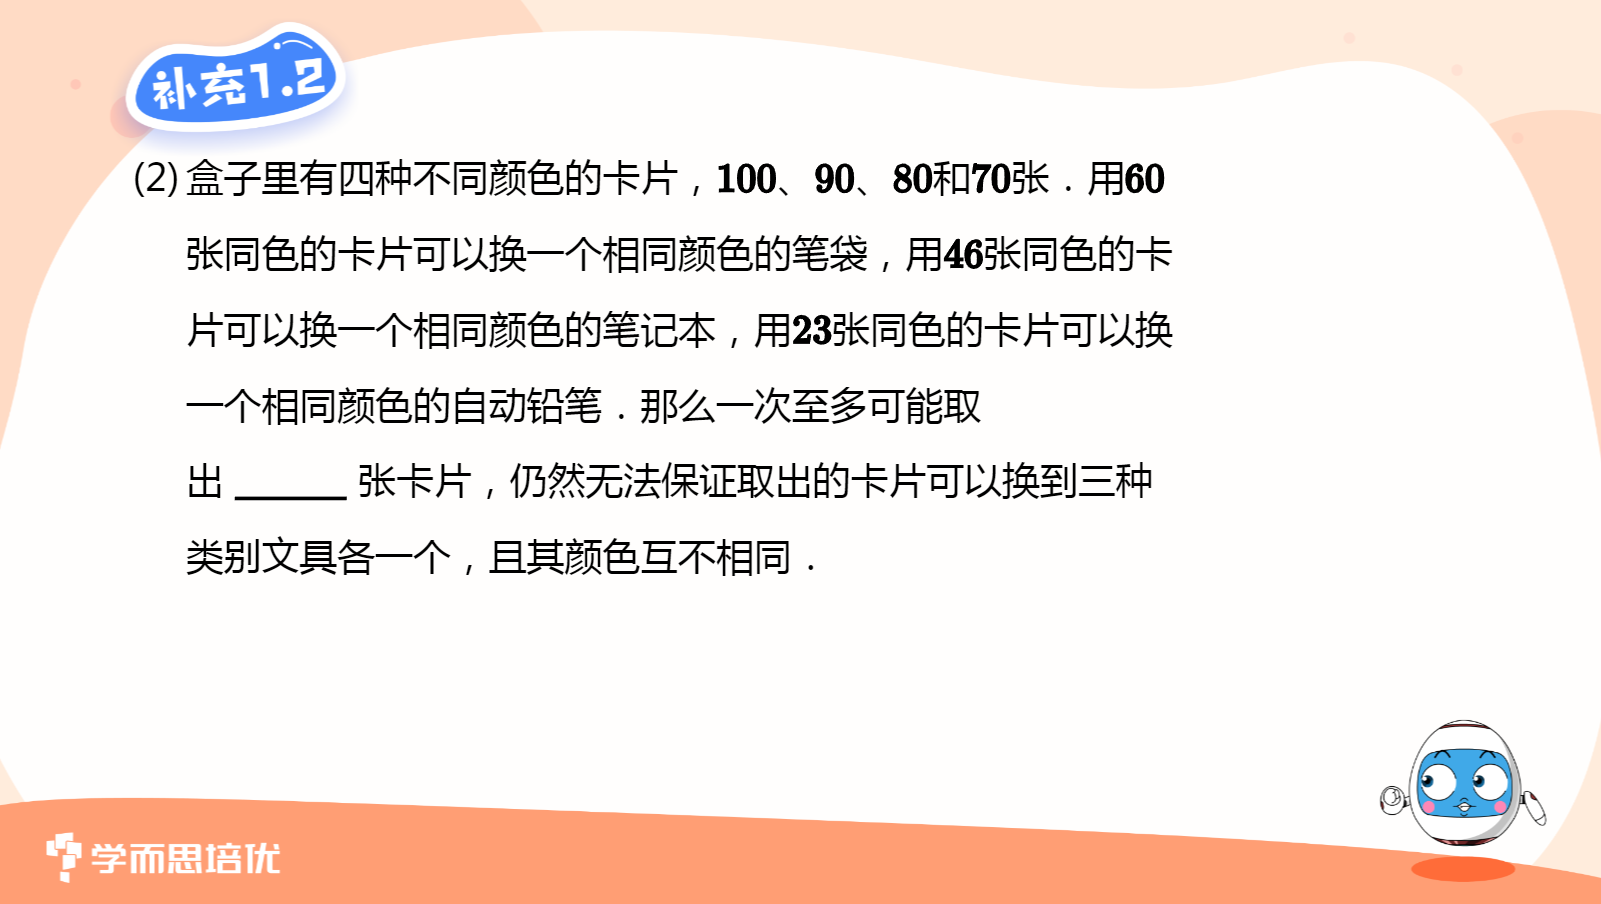 补充1.2
(2) 盒子里有四种不同颜色的卡片，100、90、80和70张．用60
张同色的卡片可以换一个相同颜色的笔袋，用46张同色的卡
片可以换一个相同颜色的笔记本，用23张同色的卡片可以换
一个相同颜色的自动铅笔．那么一次至多可能取
出 ______ 张卡片，仍然无法保证取出的卡片可以换到三种
类别文具各一个，且其颜色互不相同．
学而思培优